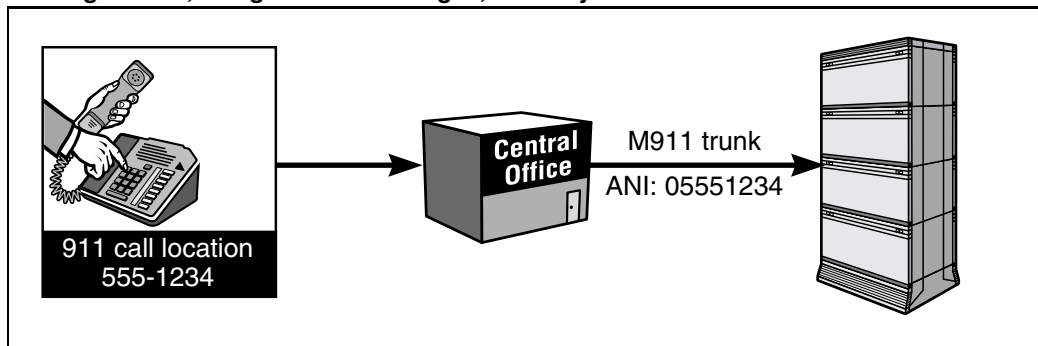 911 call location
555-1234
Central
Office
M911 trunk
ANI: 05551234